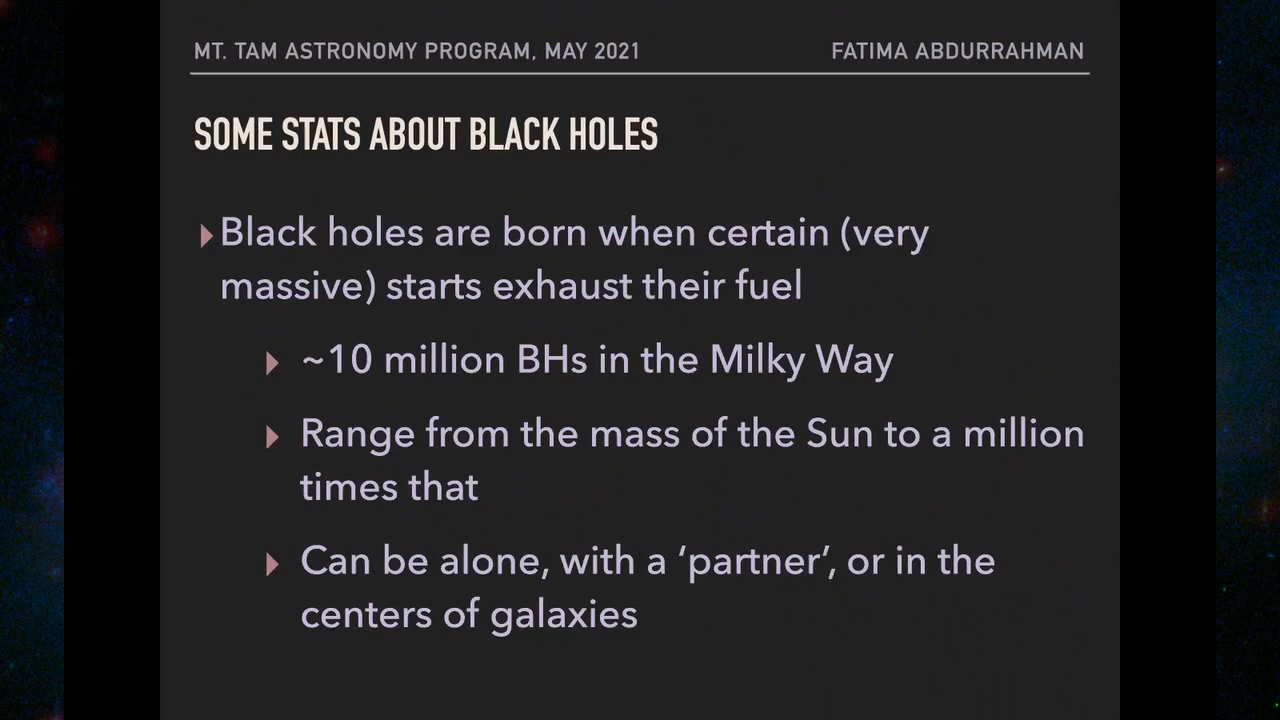 MT. TAM ASTRONOMY PROGRAM, MAY 2021
FATIMA ABDURRAHMAN
SOME STATS ABOUT BLACK HOLES
Black holes are born when certain (very
massive) starts exhaust their fuel
~10 million BHs in the Milky Way
Range from the mass of the Sun to a million
times that
Can be alone, with a ‘partner’, or in the
centers of galaxies